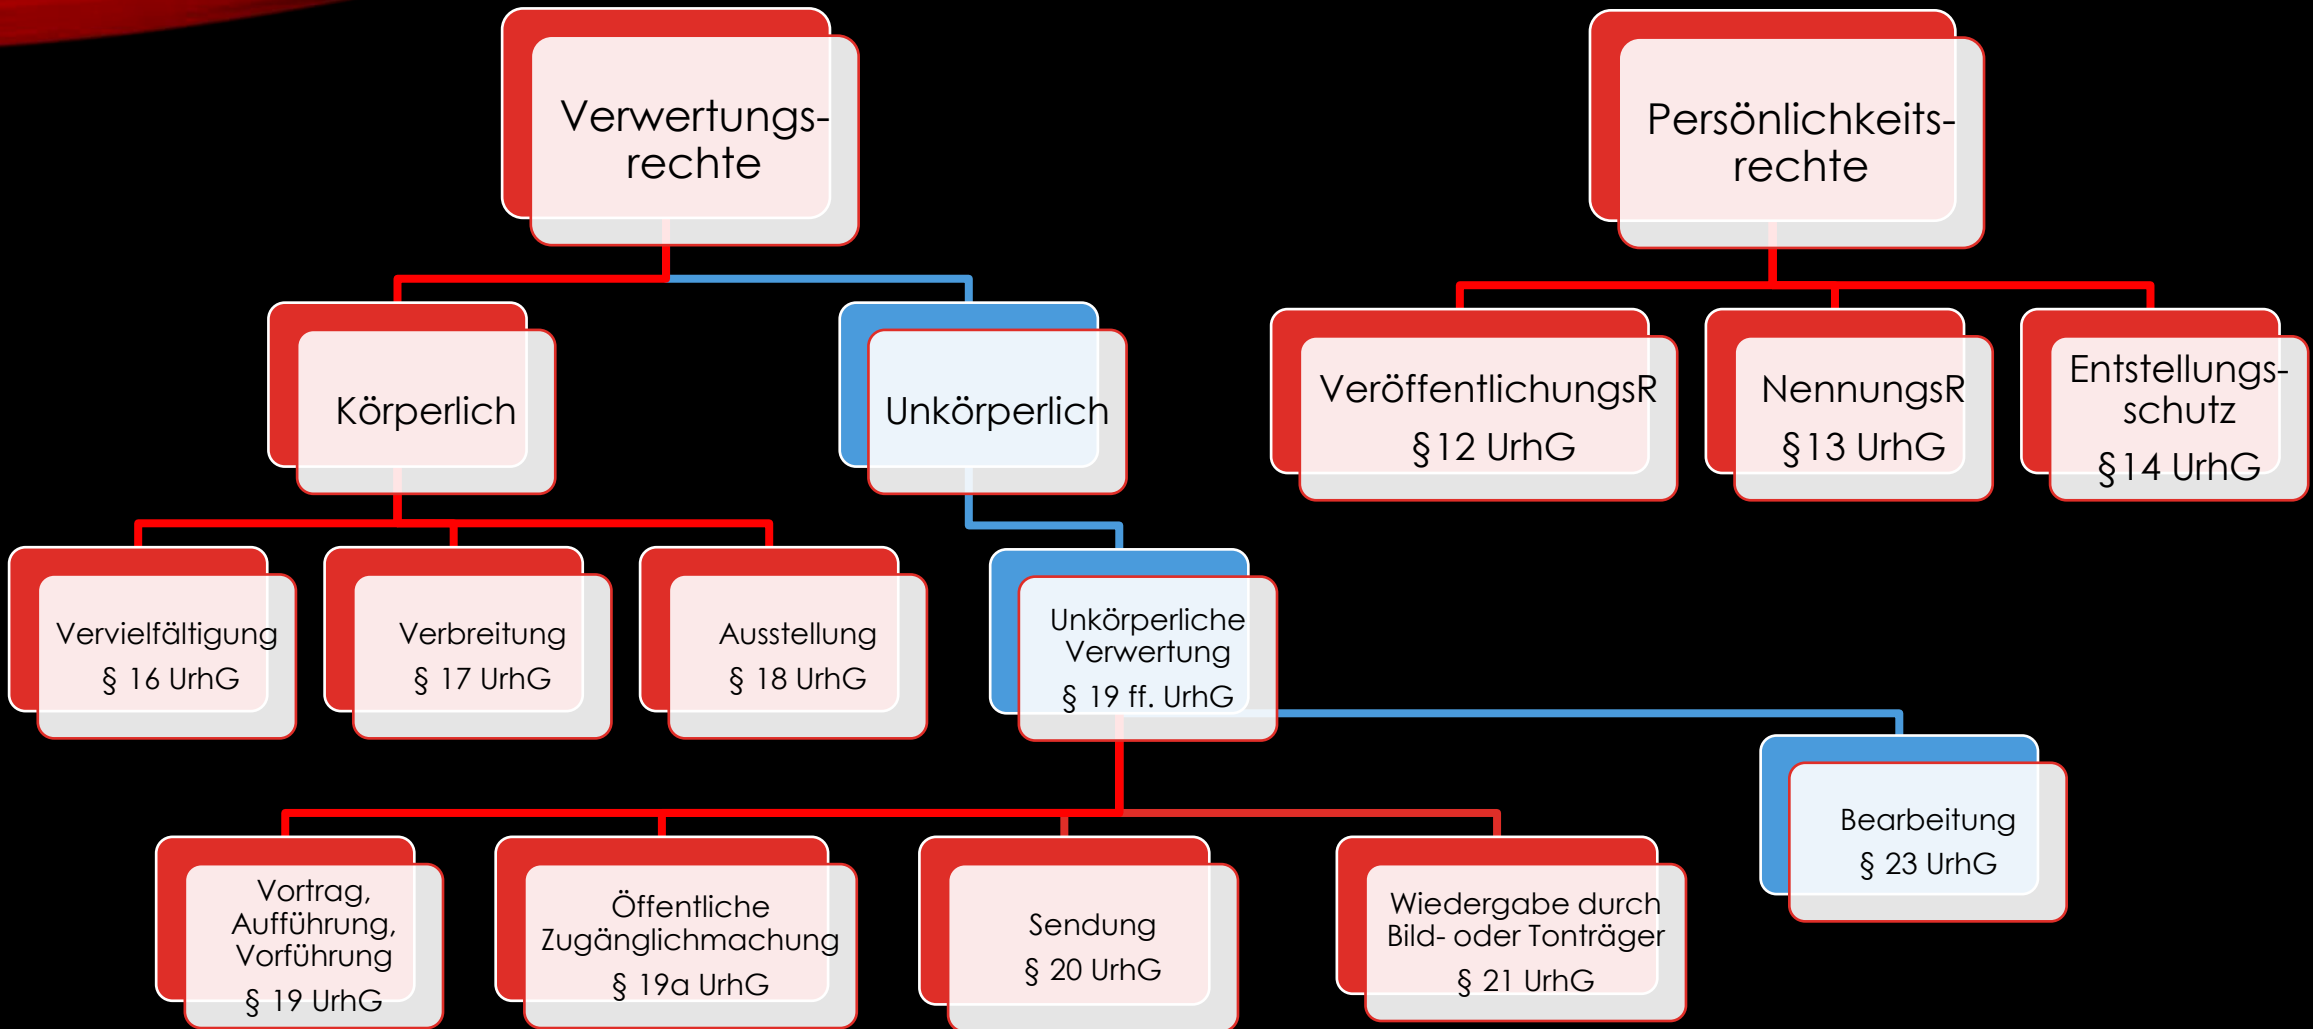 Verwertungs-
rechte
Persönlichkeits-
rechte
Körperlich
Unkörperlich
VeröffentlichungsR
§12 UrhG
NennungsR
§13 UrhG
Entstellungs-
schutz
§14 UrhG
Vervielfältigung
§ 16 UrhG
Verbreitung
§ 17 UrhG
Ausstellung
§ 18 UrhG
Unkörperliche
Verwertung
§ 19 ff. UrhG
Bearbeitung
§ 23 UrhG
Vortrag,
Aufführung,
Vorführung
§ 19 UrhG
Öffentliche
Zugänglichmachung
§ 19a UrhG
Sendung
§ 20 UrhG
Wiedergabe durch
Bild- oder Tonträger
§ 21 UrhG